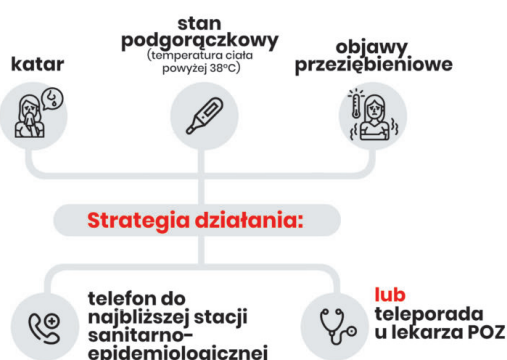 katar
stan
podgorączkowy
(temperatura ciała
powyżej 38°C)
objawy
przeziębieniowe
Strategia działania:
telefon do
najbliższej stacji
sanitarno-
epidemiologicznej
lub
teleporada
u lekarza POZ